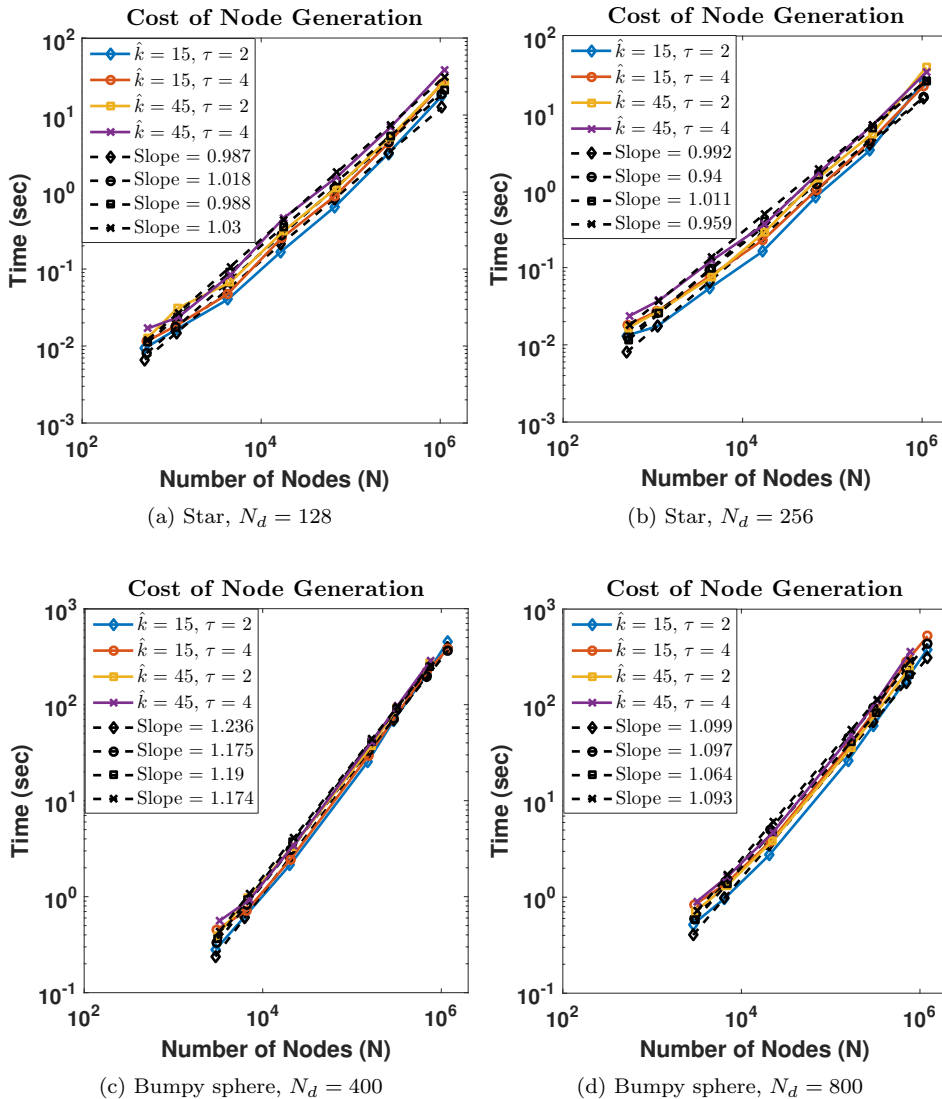 Cost of Node Generation
10^2
10^1
10^0
10^-1
10^-2
10^-3
Time (sec)
k̂ = 15, τ = 2
k̂ = 15, τ = 4
k̂ = 45, τ = 2
k̂ = 45, τ = 4
Slope = 0.987
Slope = 1.018
Slope = 0.988
Slope = 1.03
10^2
10^4
10^6
Number of Nodes (N)
(a) Star, N_d = 128
Cost of Node Generation
10^2
10^1
10^0
10^-1
10^-2
10^-3
Time (sec)
k̂ = 15, τ = 2
k̂ = 15, τ = 4
k̂ = 45, τ = 2
k̂ = 45, τ = 4
Slope = 0.992
Slope = 0.94
Slope = 1.011
Slope = 0.959
10^2
10^4
10^6
Number of Nodes (N)
(b) Star, N_d = 256
Cost of Node Generation
10^3
10^2
10^1
10^0
10^-1
Time (sec)
k̂ = 15, τ = 2
k̂ = 15, τ = 4
k̂ = 45, τ = 2
k̂ = 45, τ = 4
Slope = 1.236
Slope = 1.175
Slope = 1.19
Slope = 1.174
10^2
10^4
10^6
Number of Nodes (N)
(c) Bumpy sphere, N_d = 400
Cost of Node Generation
10^3
10^2
10^1
10^0
10^-1
Time (sec)
k̂ = 15, τ = 2
k̂ = 15, τ = 4
k̂ = 45, τ = 2
k̂ = 45, τ = 4
Slope = 1.099
Slope = 1.097
Slope = 1.064
Slope = 1.093
10^2
10^4
10^6
Number of Nodes (N)
(d) Bumpy sphere, N_d = 800